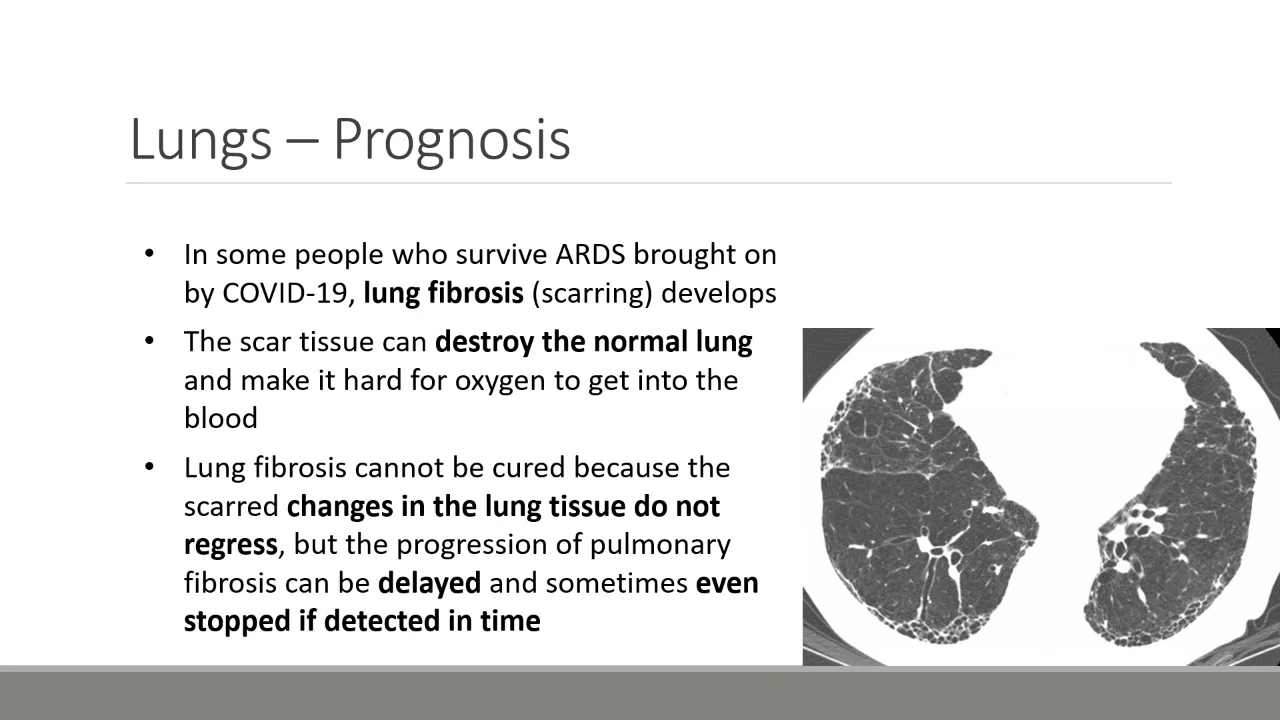 Lungs – Prognosis
• In some people who survive ARDS brought on
by COVID-19, lung fibrosis (scarring) develops
• The scar tissue can destroy the normal lung
and make it hard for oxygen to get into the
blood
• Lung fibrosis cannot be cured because the
scarred changes in the lung tissue do not
regress, but the progression of pulmonary
fibrosis can be delayed and sometimes even
stopped if detected in time